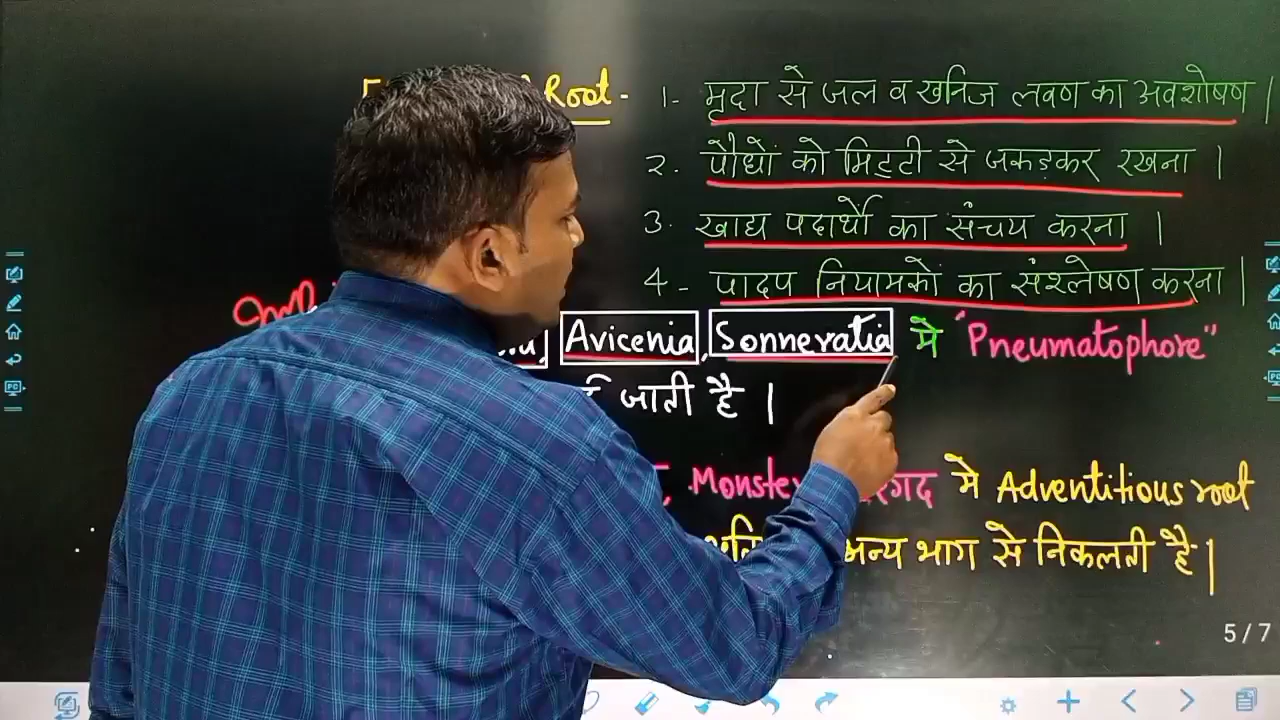 Root - 1- मृदा से जल व खनिज लवण का अवशोषण |
2. पौधों को मिट्टी से जकड़कर रखना |
3. खाद्य पदार्थों का संचय करना |
4 - पादप नियामकों का संश्लेषण करना |
Avicenia, Sonneratia में "Pneumatophore"
जाती है |
में Adventitious root
अन्य भाग से निकलती है |
5 / 7